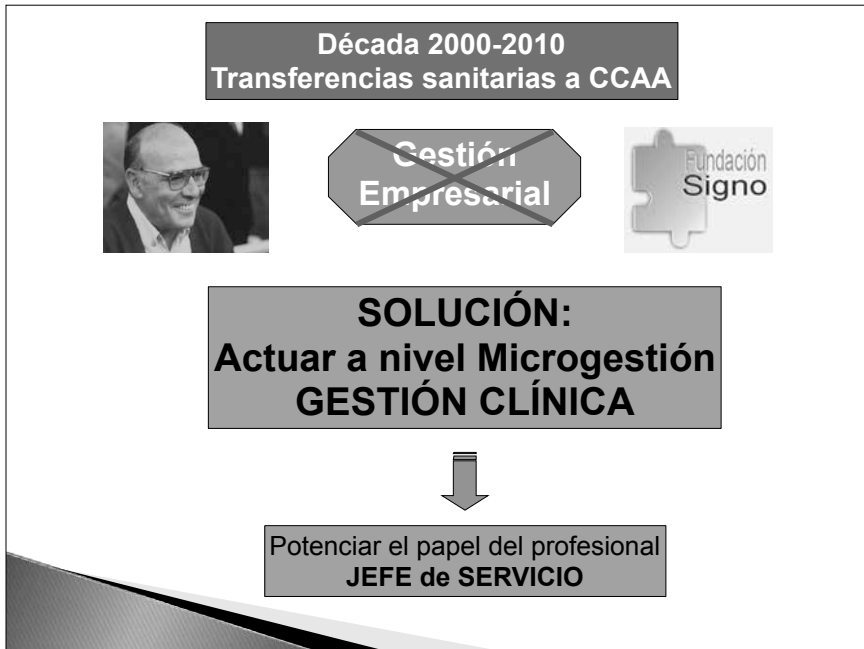 Década 2000-2010
Transferencias sanitarias a CCAA
Gestión
Empresarial
Fundación
Signo
SOLUCIÓN:
Actuar a nivel Microgestión
GESTIÓN CLÍNICA
Potenciar el papel del profesional
JEFE de SERVICIO